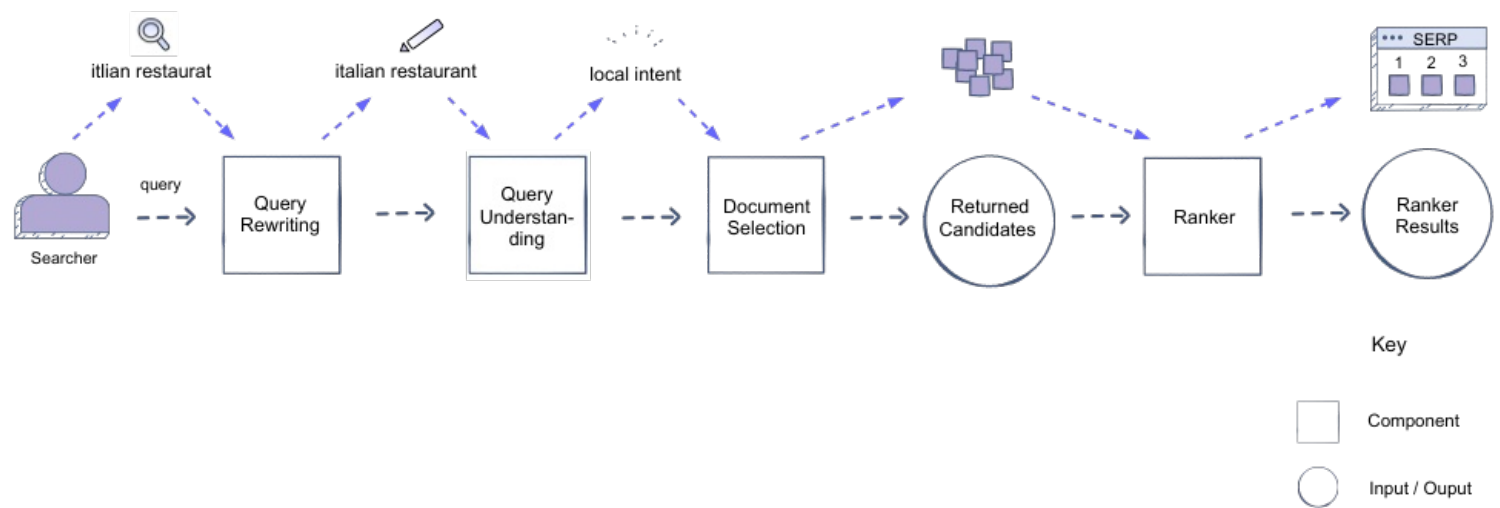 itlian restaurat
italian restaurant
local intent
SERP
1 2 3
query
Searcher
Query
Rewriting
Query
Understan-
ding
Document
Selection
Returned
Candidates
Ranker
Ranker
Results
Key
Component
Input / Ouput